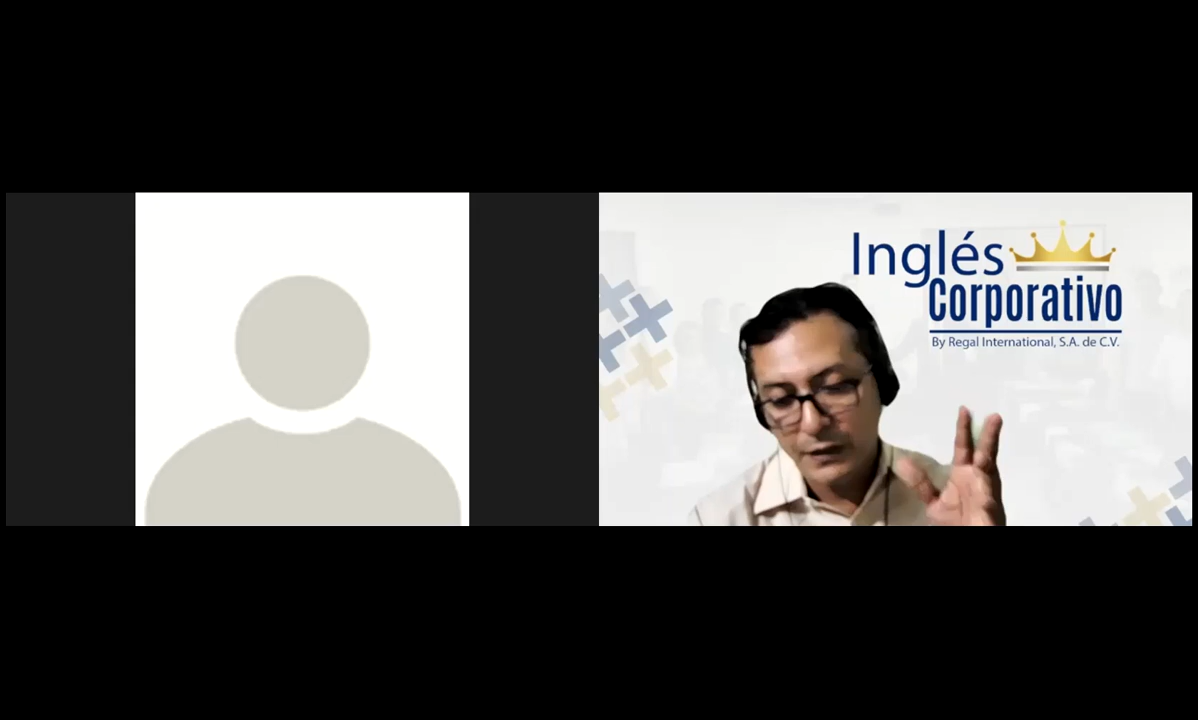 Inglés
Corporativo
By Regal International, S.A. de C.V.